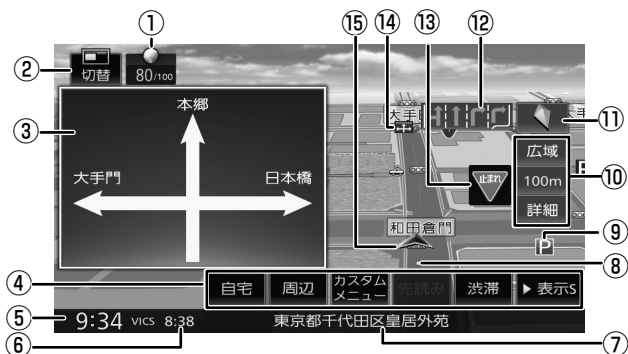 ①
⑮
⑭
⑬
⑫
②
切替
80/100
③
本郷
大手門
日本橋
大手
手
⑪
広域
100m
詳細
⑩
止まれ
和田倉門
P
⑨
⑧
④
自宅
周辺
カスタム
メニュー
先読み
渋滞
▶ 表示S
⑤
9:34 VICS 8:38
東京都千代田区皇居外苑
⑥
⑦